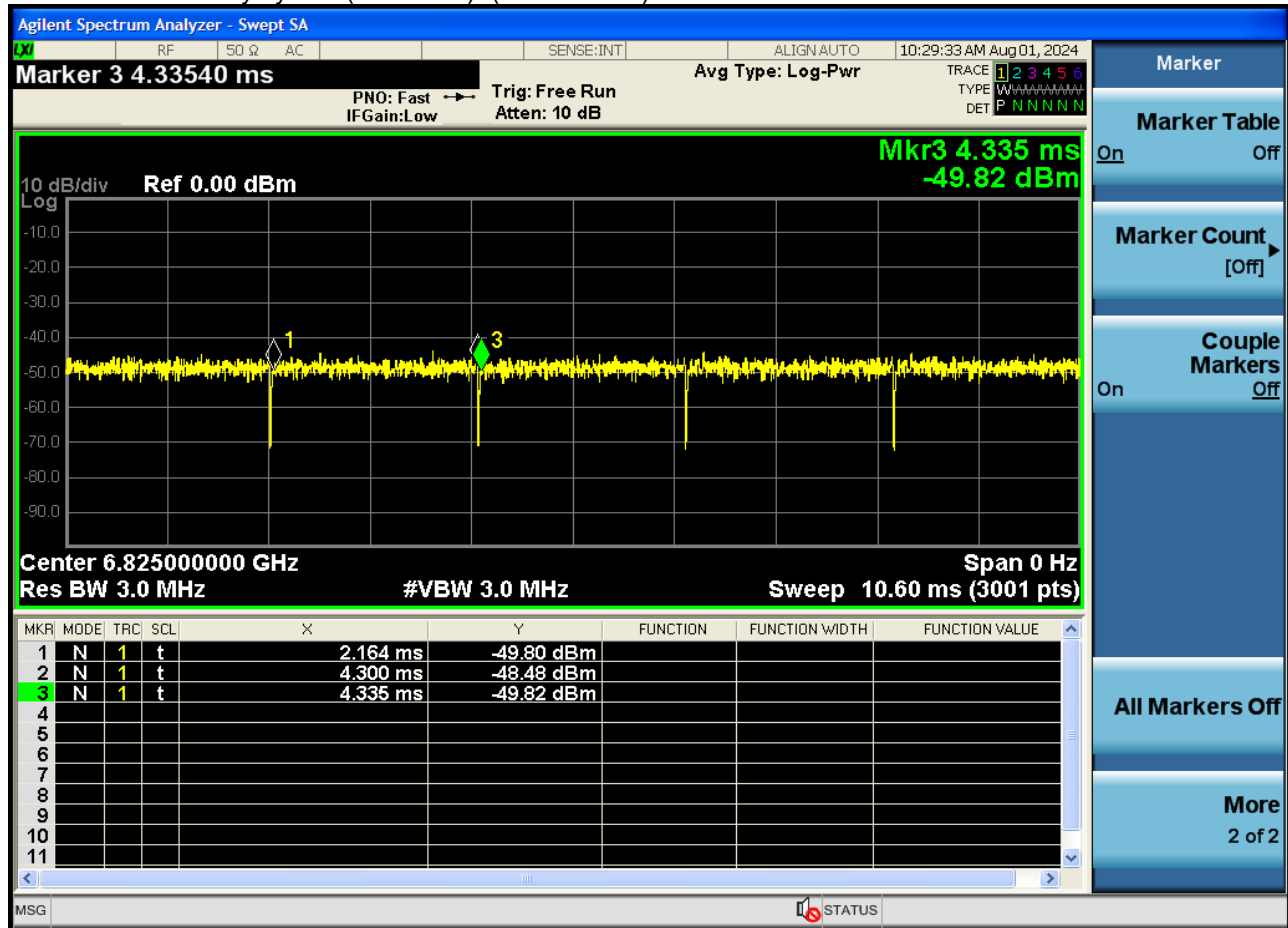 Agilent Spectrum Analyzer - Swept SA
LXI RF 50 Ω AC SENSE:INT ALIGN AUTO 10:29:33 AM Aug 01, 2024
Marker 3 4.33540 ms
PNO: Fast
IFGain:Low
Trig: Free Run
Atten: 10 dB
Avg Type: Log-Pwr
TRACE 1 2 3 4 5 6
TYPE WWWWWWW
DET P N N N N N
Mkr3 4.335 ms
-49.82 dBm
10 dB/div Ref 0.00 dBm
Log
-10.0
-20.0
-30.0
-40.0
-50.0
-60.0
-70.0
-80.0
-90.0
1
3
Center 6.825000000 GHz Span 0 Hz
Res BW 3.0 MHz #VBW 3.0 MHz Sweep 10.60 ms (3001 pts)
MKR MODE TRC SCL X Y FUNCTION FUNCTION WIDTH FUNCTION VALUE
1 N 1 t 2.164 ms -49.80 dBm
2 N 1 t 4.300 ms -48.48 dBm
3 N 1 t 4.335 ms -49.82 dBm
4
5
6
7
8
9
10
11
MSG STATUS
Marker
Marker Table
On Off
Marker Count
[Off]
Couple
Markers
On Off
All Markers Off
More
2 of 2